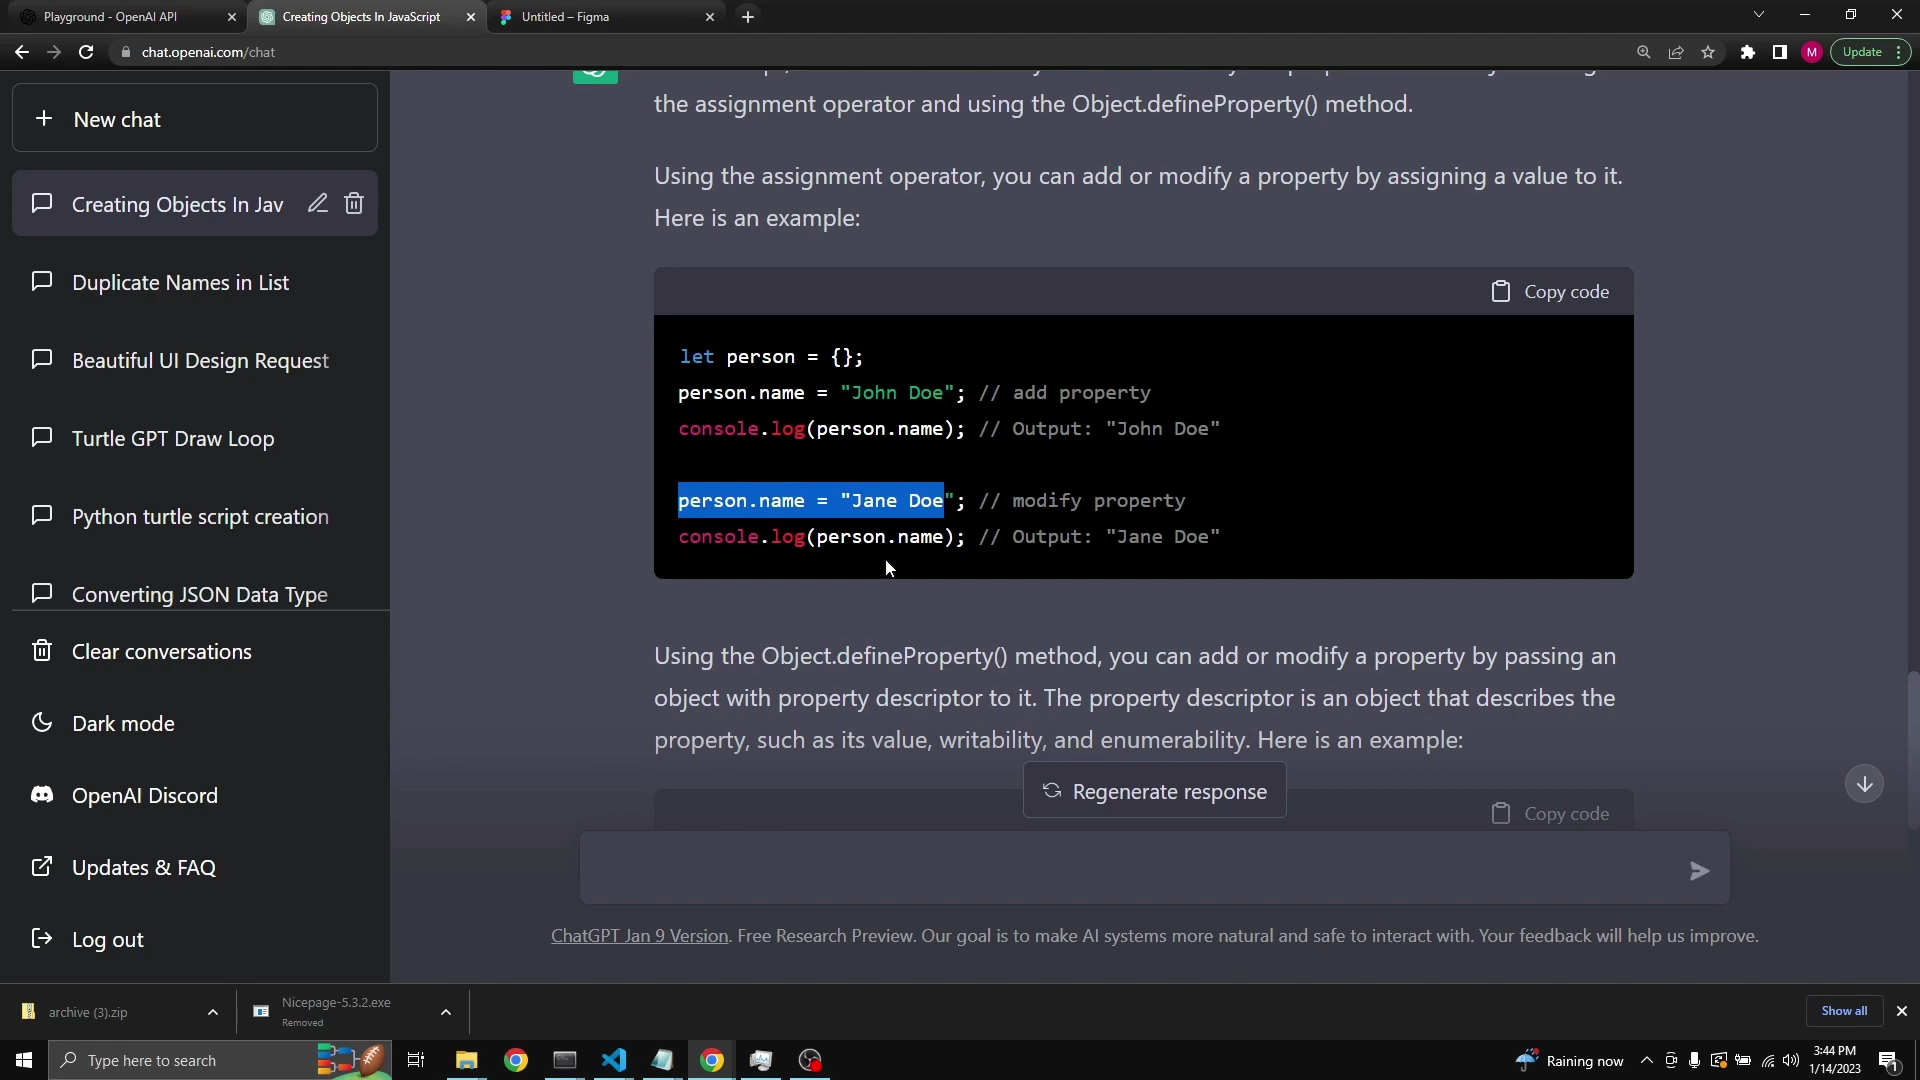 Playground - OpenAI API
Creating Objects In JavaScript
Untitled – Figma
chat.openai.com/chat
M
Update
New chat
Creating Objects In Jav
Duplicate Names in List
Beautiful UI Design Request
Turtle GPT Draw Loop
Python turtle script creation
Converting JSON Data Type
Clear conversations
Dark mode
OpenAI Discord
Updates & FAQ
Log out
the assignment operator and using the Object.defineProperty() method.
Using the assignment operator, you can add or modify a property by assigning a value to it.
Here is an example:
Copy code
let person = {};
person.name = "John Doe"; // add property
console.log(person.name); // Output: "John Doe"
person.name = "Jane Doe"; // modify property
console.log(person.name); // Output: "Jane Doe"
Using the Object.defineProperty() method, you can add or modify a property by passing an
object with property descriptor to it. The property descriptor is an object that describes the
property, such as its value, writability, and enumerability. Here is an example:
Regenerate response
Copy code
ChatGPT Jan 9 Version. Free Research Preview. Our goal is to make AI systems more natural and safe to interact with. Your feedback will help us improve.
archive (3).zip
Nicepage-5.3.2.exe
Removed
Show all
Type here to search
Raining now
3:44 PM
1/14/2023
1